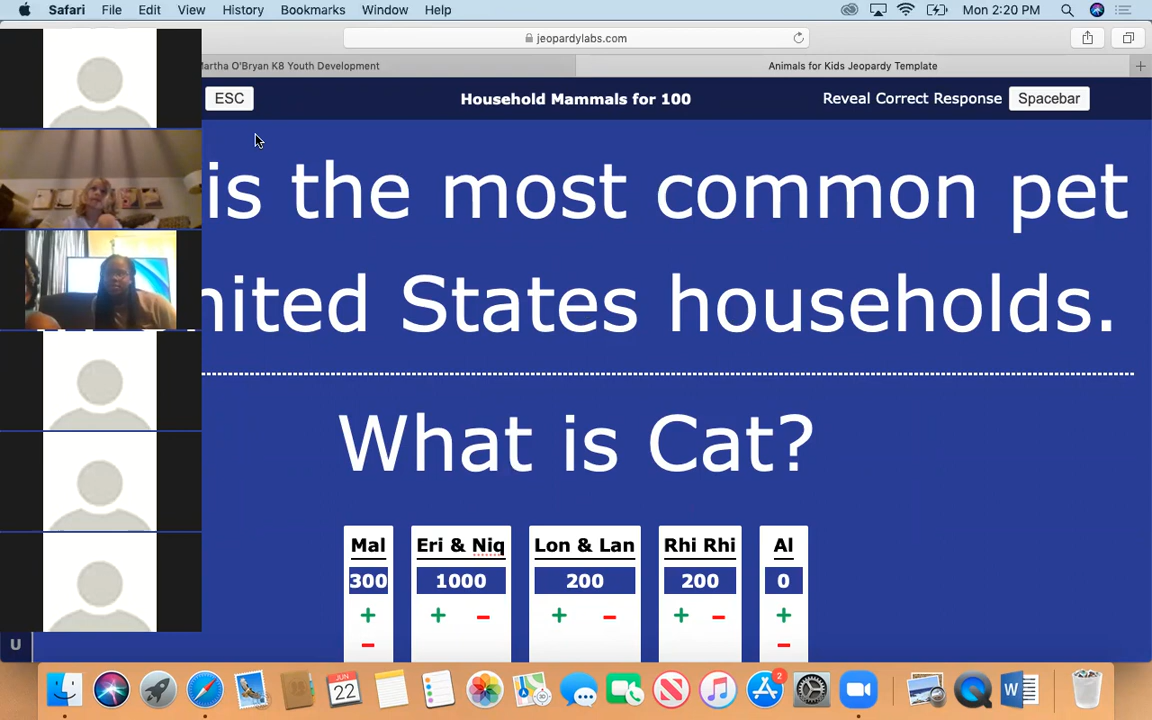 Safari File Edit View History Bookmarks Window Help Mon 2:20 PM
jeopardylabs.com
Martha O'Bryan K8 Youth Development Animals for Kids Jeopardy Template
ESC Household Mammals for 100 Reveal Correct Response Spacebar
is the most common pet
nited States households.
What is Cat?
Mal Eri & Niq Lon & Lan Rhi Rhi Al
300 1000 200 200 0
+ + - + - + - +
- -
U
JUN
22
2
W